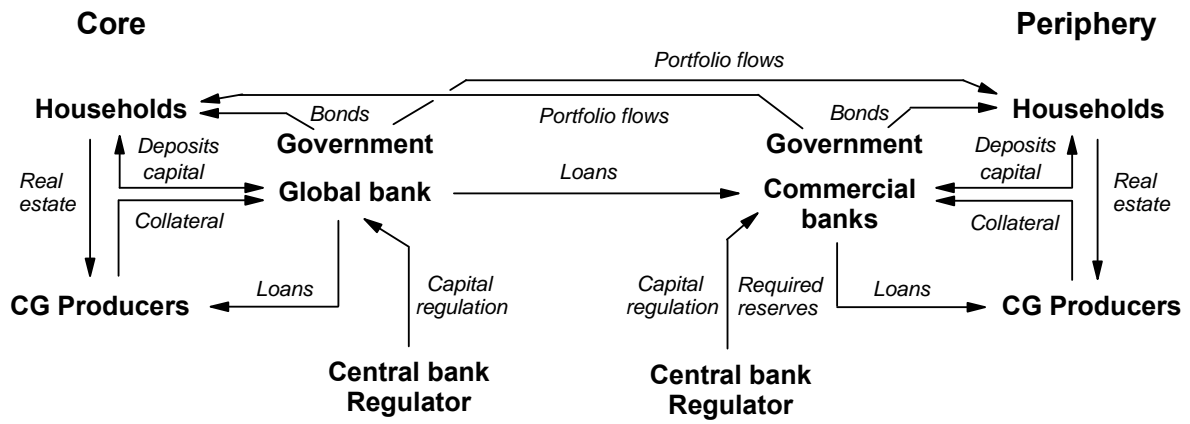 Core
Periphery
Portfolio flows
Households
Bonds
Portfolio flows
Bonds
Households
Government
Government
Deposits
capital
Loans
Deposits
capital
Real
estate
Global bank
Commercial
banks
Real
estate
Collateral
Collateral
CG Producers
Loans
Capital
regulation
Capital
regulation
Required
reserves
Loans
CG Producers
Central bank
Regulator
Central bank
Regulator